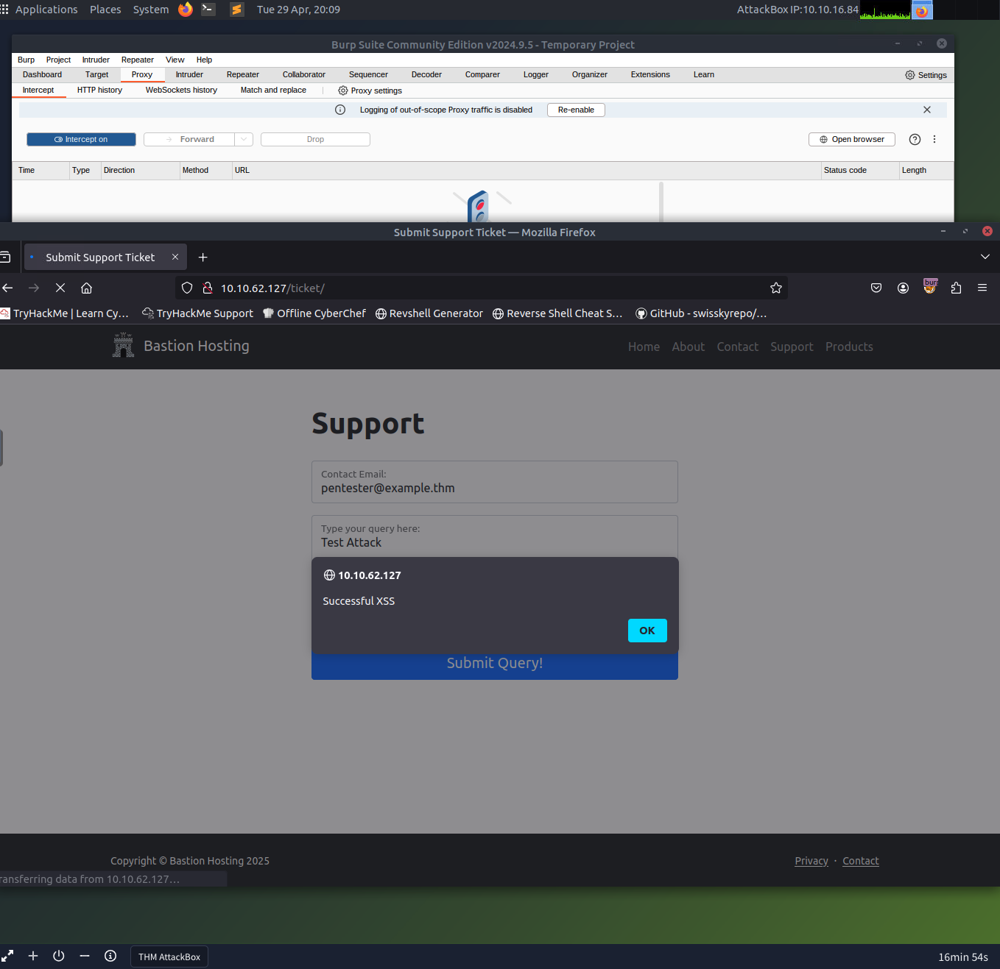 Applications Places System Tue 29 Apr, 20:09 AttackBox IP:10.10.16.84
Burp Suite Community Edition v2024.9.5 - Temporary Project
Burp Project Intruder Repeater View Help
Dashboard Target Proxy Intruder Repeater Collaborator Sequencer Decoder Comparer Logger Organizer Extensions Learn Settings
Intercept HTTP history WebSockets history Match and replace Proxy settings
Logging of out-of-scope Proxy traffic is disabled Re-enable
Intercept on Forward Drop Open browser
Time Type Direction Method URL Status code Length
Submit Support Ticket — Mozilla Firefox
Submit Support Ticket
10.10.62.127/ticket/
burp
TryHackMe | Learn Cy... TryHackMe Support Offline CyberChef Revshell Generator Reverse Shell Cheat S... GitHub - swisskyrepo/...
Bastion Hosting Home About Contact Support Products
Support
Contact Email:
pentester@example.thm
Type your query here:
Test Attack
10.10.62.127
Successful XSS
OK
Submit Query!
Copyright © Bastion Hosting 2025 Privacy · Contact
ransferring data from 10.10.62.127...
THM AttackBox 16min 54s